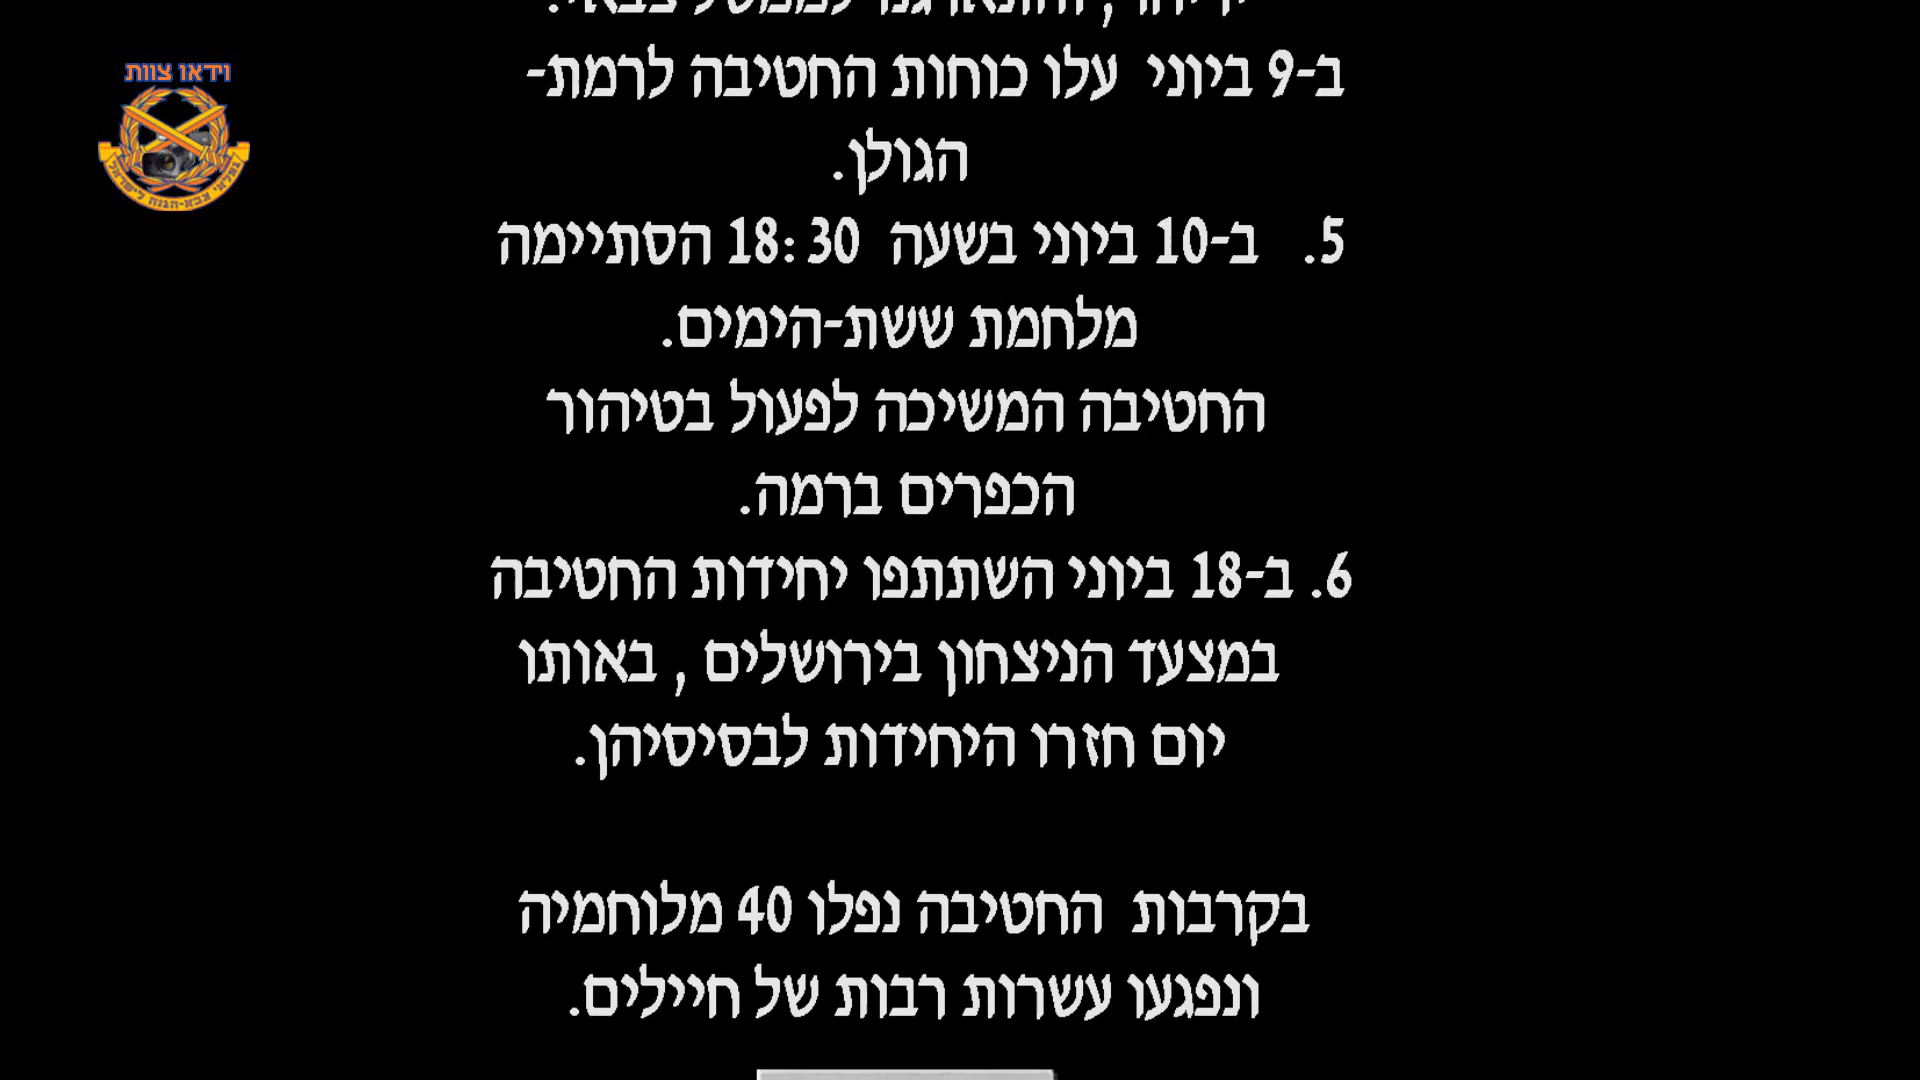 וידאו צוות
ב-9 ביוני עלו כוחות החטיבה לרמת-
הגולן.
5. ב-10 ביוני בשעה 18:30 הסתיימה
מלחמת ששת-הימים.
החטיבה המשיכה לפעול בטיהור
הכפרים ברמה.
6. ב-18 ביוני השתתפו יחידות החטיבה
במצעד הניצחון בירושלים , באותו
יום חזרו היחידות לבסיסיהן.
בקרבות החטיבה נפלו 40 מלוחמיה
ונפגעו עשרות רבות של חיילים.